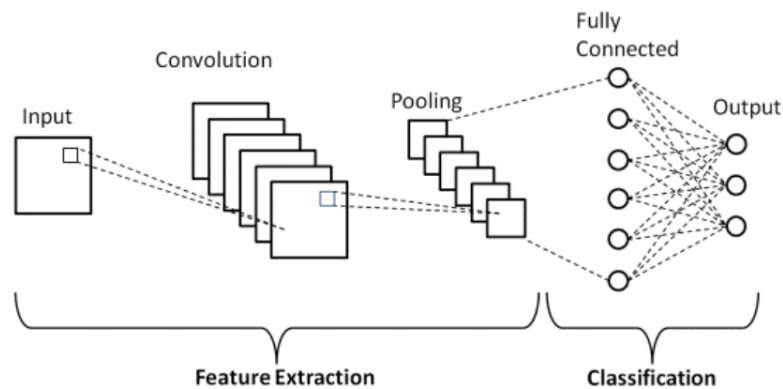 Input
Convolution
Pooling
Fully
Connected
Output
Feature Extraction
Classification